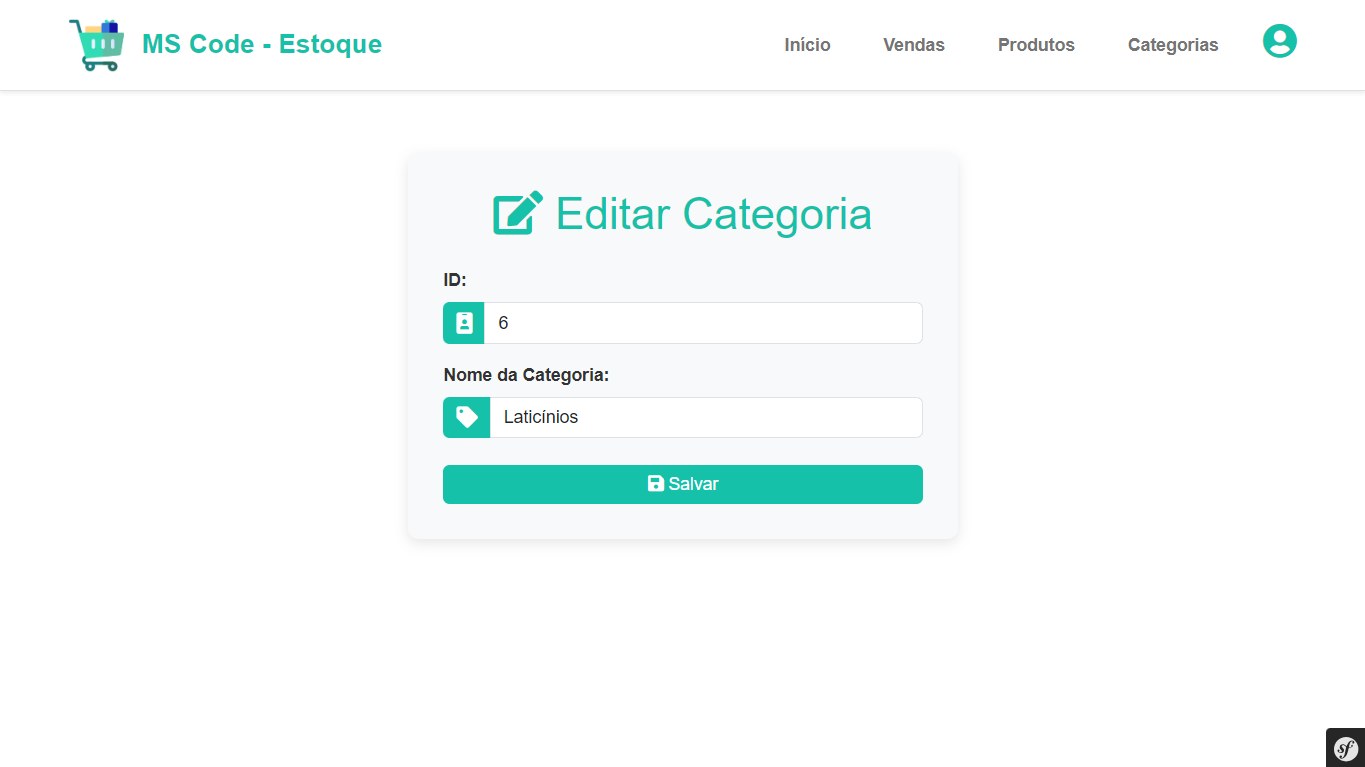 MS Code - Estoque
Início
Vendas
Produtos
Categorias
Editar Categoria
ID:
6
Nome da Categoria:
Laticínios
Salvar
sf